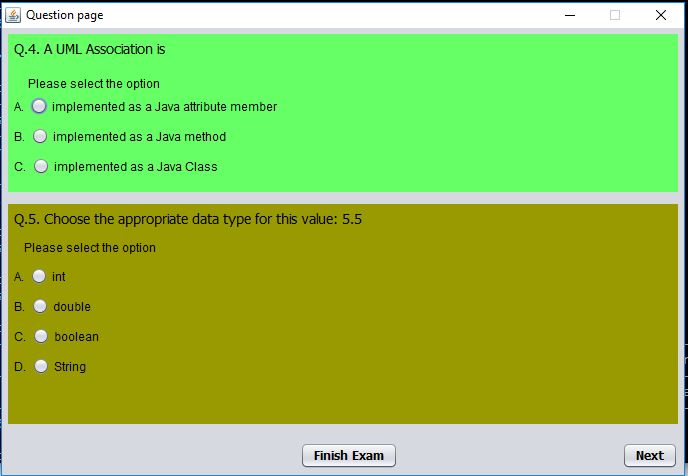 Question page
Q.4. A UML Association is
Please select the option
A. implemented as a Java attribute member
B. implemented as a Java method
C. implemented as a Java Class
Q.5. Choose the appropriate data type for this value: 5.5
Please select the option
A. int
B. double
C. boolean
D. String
Finish Exam Next